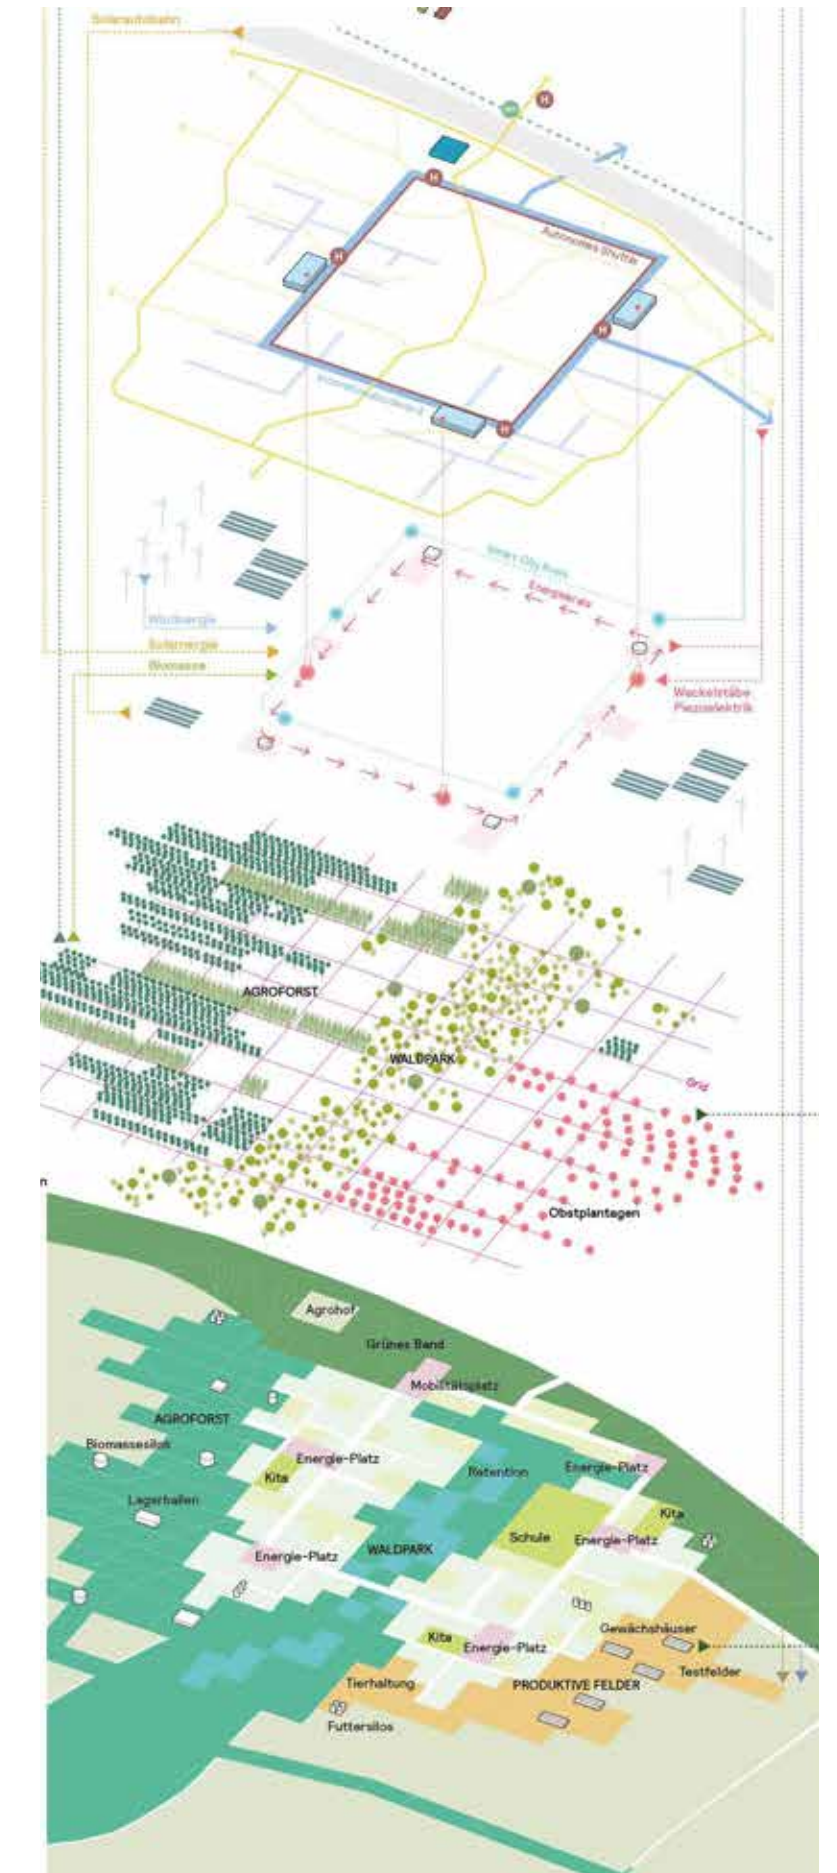 Solarautobahn
H
H
Autonomes Shuttle
H
H
H
Smart City Ring
Energiekreis
Windenergie
Solarenergie
Biomasse
Wackelstäbe
Piezoelektrik
AGROFORST
WALDPARK
Grid
Obstplantagen
n
Agrohof
Grünes Band
Mobilitätsplatz
AGROFORST
Biomassesilos
Energie-Platz
Kita
Retention
Energie-Platz
Lagerhallen
Kita
Schule
Energie-Platz
Energie-Platz
WALDPARK
Gewächshäuser
Kita
Energie-Platz
Testfelder
Tierhaltung
PRODUKTIVE FELDER
Futtersilos